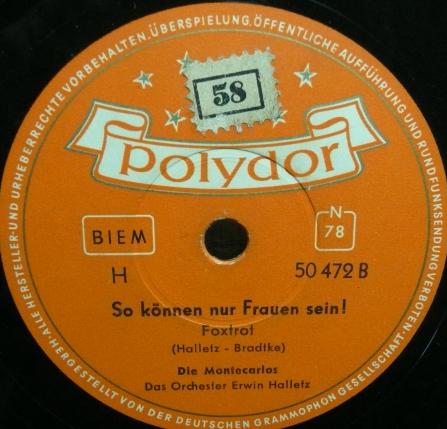 ALLE HERSTELLER- UND URHEBERRECHTE VORBEHALTEN. ÜBERSPIELUNG, ÖFFENTLICHE AUFFÜHRUNG UND RUNDFUNKSENDUNG VERBOTEN.
HERGESTELLT VON DER DEUTSCHEN GRAMMOPHON GESELLSCHAFT
58
polydor
BIEM
N
78
H
50 472 B
So können nur Frauen sein!
Foxtrot
(Halletz - Bradtke)
Die Montecarlos
Das Orchester Erwin Halletz